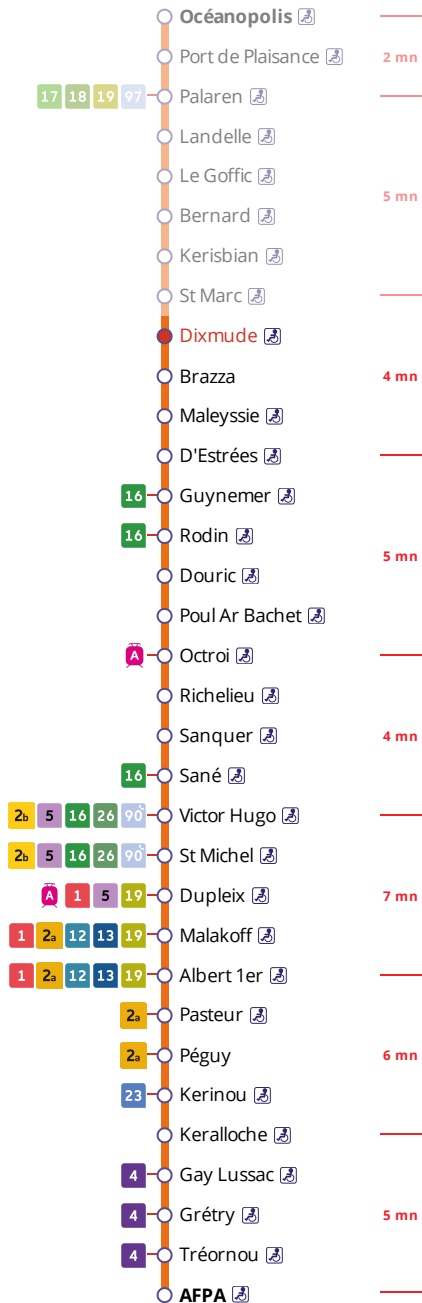 Océanopolis
Port de Plaisance 2 mn
17 18 19 97 Palaren
Landelle
Le Goffic 5 mn
Bernard
Kerisbian
St Marc
Dixmude
Brazza 4 mn
Maleyssie
D'Estrées
16 Guynemer
16 Rodin
Douric 5 mn
Poul Ar Bachet
A Octroi
Richelieu
Sanquer 4 mn
16 Sané
2b 5 16 26 90 Victor Hugo
2b 5 16 26 90 St Michel
A 1 5 19 Dupleix 7 mn
1 2a 12 13 19 Malakoff
1 2a 12 13 19 Albert 1er
2a Pasteur
2a Péguy 6 mn
23 Kerinou
Keralloche
4 Gay Lussac
4 Grétry 5 mn
4 Tréornou
AFPA